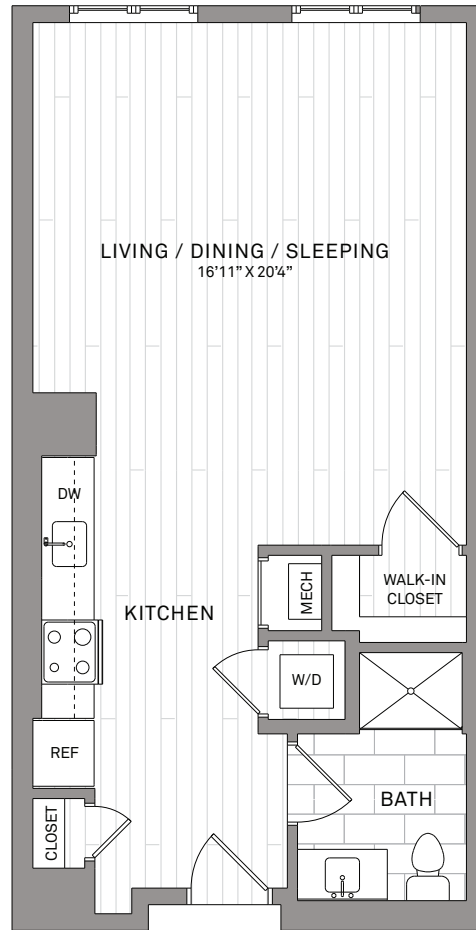 LIVING / DINING / SLEEPING
16'11" X 20'4"
DW
MECH
WALK-IN
CLOSET
KITCHEN
W/D
REF
BATH
CLOSET